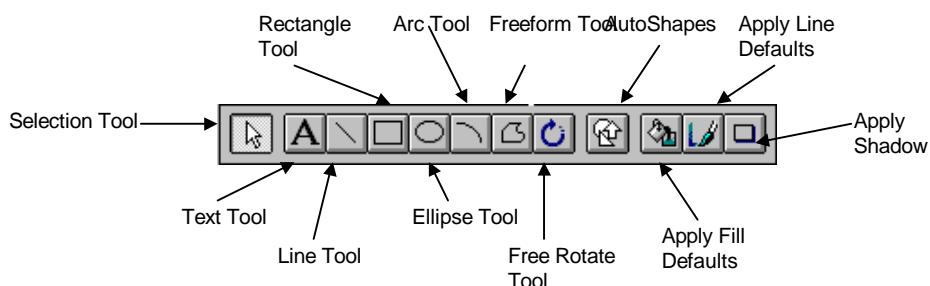 Rectangle
Tool
Arc Tool
Freeform Tool
AutoShapes
Apply Line
Defaults
Selection Tool
A
Apply
Shadow
Text Tool
Ellipse Tool
Line Tool
Free Rotate
Tool
Apply Fill
Defaults